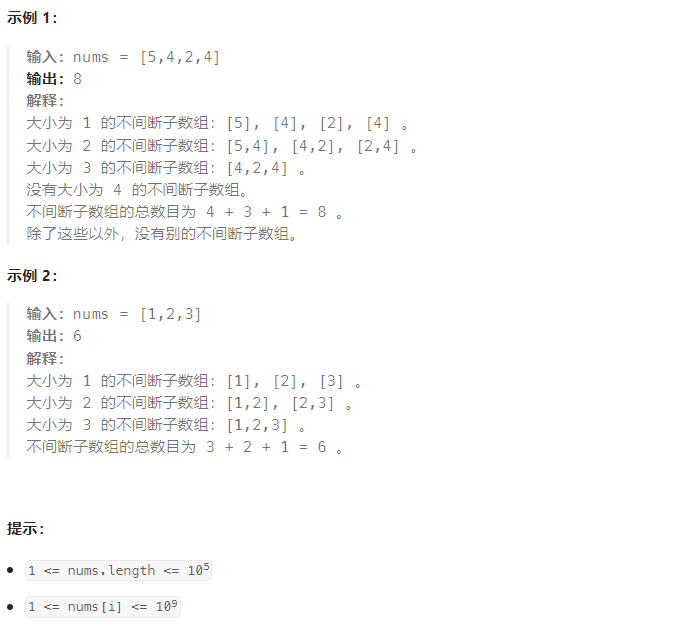 示例 1：
输入：nums = [5,4,2,4]
输出：8
解释：
大小为 1 的不间断子数组：[5], [4], [2], [4] 。
大小为 2 的不间断子数组：[5,4], [4,2], [2,4] 。
大小为 3 的不间断子数组：[4,2,4] 。
没有大小为 4 的不间断子数组。
不间断子数组的总数目为 4 + 3 + 1 = 8 。
除了这些以外，没有别的不间断子数组。
示例 2：
输入：nums = [1,2,3]
输出：6
解释：
大小为 1 的不间断子数组：[1], [2], [3] 。
大小为 2 的不间断子数组：[1,2], [2,3] 。
大小为 3 的不间断子数组：[1,2,3] 。
不间断子数组的总数目为 3 + 2 + 1 = 6 。
提示：
• 1 <= nums.length <= 10⁵
• 1 <= nums[i] <= 10⁹